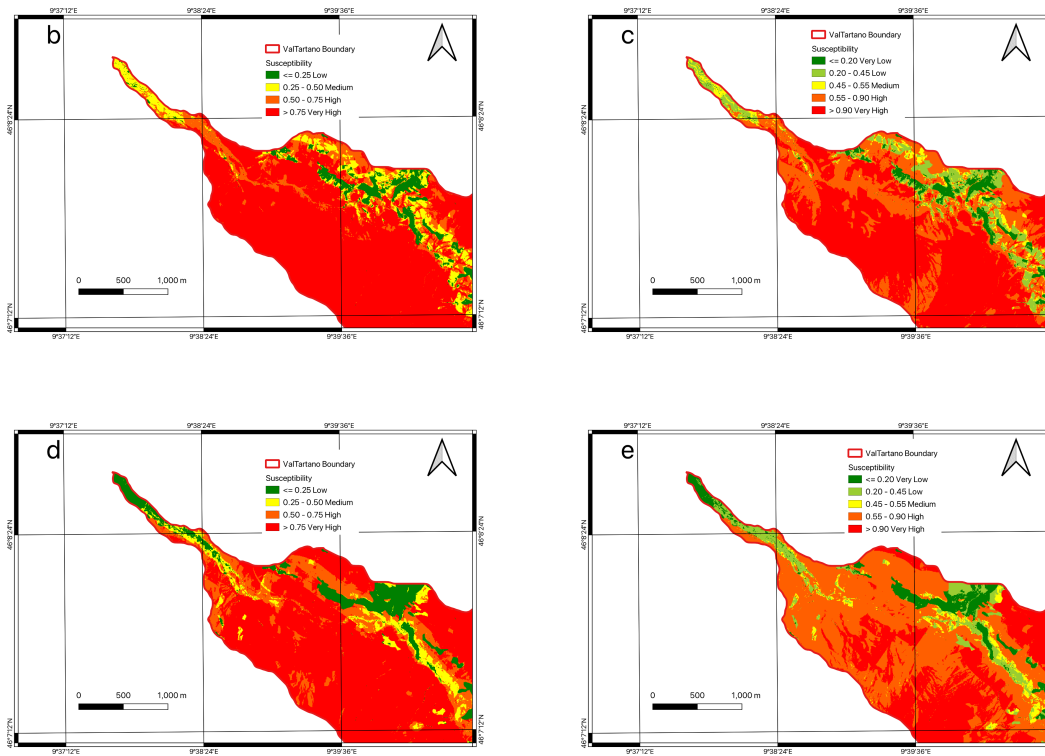 9°37'12"E 9°38'24"E 9°39'36"E
b
ValTartano Boundary
Susceptibility
<= 0.25 Low
0.25 - 0.50 Medium
0.50 - 0.75 High
> 0.75 Very High
46°8'24"N 46°8'24"N
0 500 1,000 m
46°7'12"N 46°7'12"N
9°37'12"E 9°38'24"E 9°39'36"E
9°37'12"E 9°38'24"E 9°39'36"E
c
ValTartano Boundary
Susceptibility
<= 0.20 Very Low
0.20 - 0.45 Low
0.45 - 0.55 Medium
0.55 - 0.90 High
> 0.90 Very High
46°8'24"N
0 500 1,000 m
46°7'12"N
9°37'12"E 9°38'24"E 9°39'36"E
9°37'12"E 9°38'24"E 9°39'36"E
d
ValTartano Boundary
Susceptibility
<= 0.25 Low
0.25 - 0.50 Medium
0.50 - 0.75 High
> 0.75 Very High
46°8'24"N 46°8'24"N
0 500 1,000 m
46°7'12"N 46°7'12"N
9°37'12"E 9°38'24"E 9°39'36"E
9°37'12"E 9°38'24"E 9°39'36"E
e
ValTartano Boundary
Susceptibility
<= 0.20 Very Low
0.20 - 0.45 Low
0.45 - 0.55 Medium
0.55 - 0.90 High
> 0.90 Very High
46°8'24"N
0 500 1,000 m
46°7'12"N
9°37'12"E 9°38'24"E 9°39'36"E